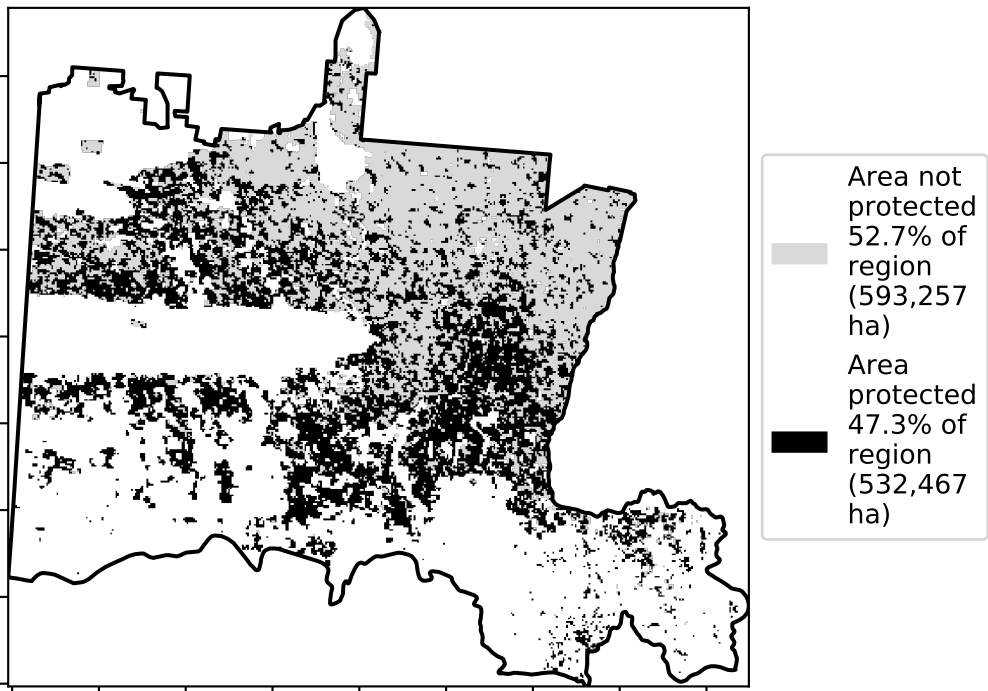 Area not
protected
52.7% of
region
(593,257
ha)
Area
protected
47.3% of
region
(532,467
ha)